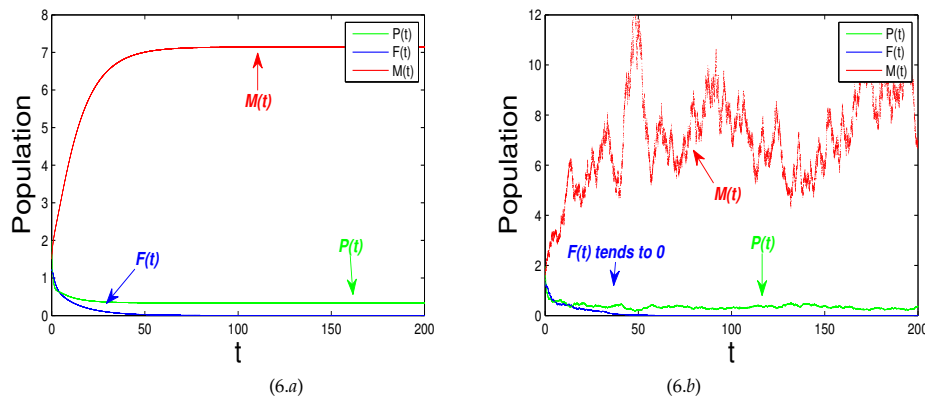 8
7
6
5
4
3
2
1
0
0
50
100
150
200
Population
t
P(t)
F(t)
M(t)
M(t)
F(t)
P(t)
(6.a)
12
10
8
6
4
2
0
0
50
100
150
200
Population
t
P(t)
F(t)
M(t)
M(t)
F(t) tends to 0
P(t)
(6.b)